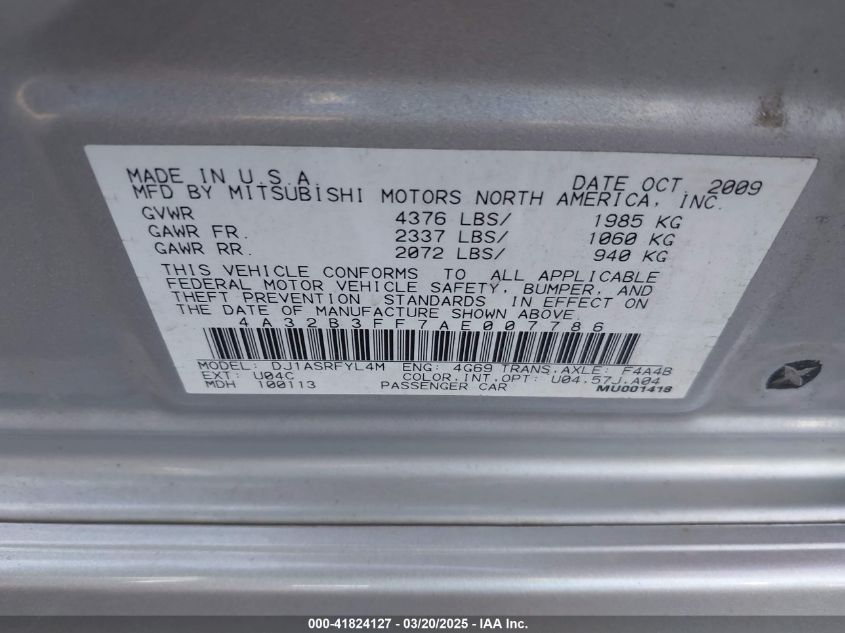 MADE IN U.S.A. DATE OCT 2009
MFD BY MITSUBISHI MOTORS NORTH AMERICA, INC.
GVWR 4376 LBS/ 1985 KG
GAWR FR. 2337 LBS/ 1060 KG
GAWR RR. 2072 LBS/ 940 KG
THIS VEHICLE CONFORMS TO ALL APPLICABLE
FEDERAL MOTOR VEHICLE SAFETY, BUMPER, AND
THEFT PREVENTION STANDARDS IN EFFECT ON
THE DATE OF MANUFACTURE SHOWN ABOVE
4A32B3FF7AE007786
MODEL: DJ1ASRFYL4M ENG: 4G69 TRANS.AXLE: F4A4B
EXT: U04C COLOR.INT.OPT: U04.57J.A04
MDH 100113 PASSENGER CAR MU001418
000-41824127 — 03/20/2025 — IAA Inc.